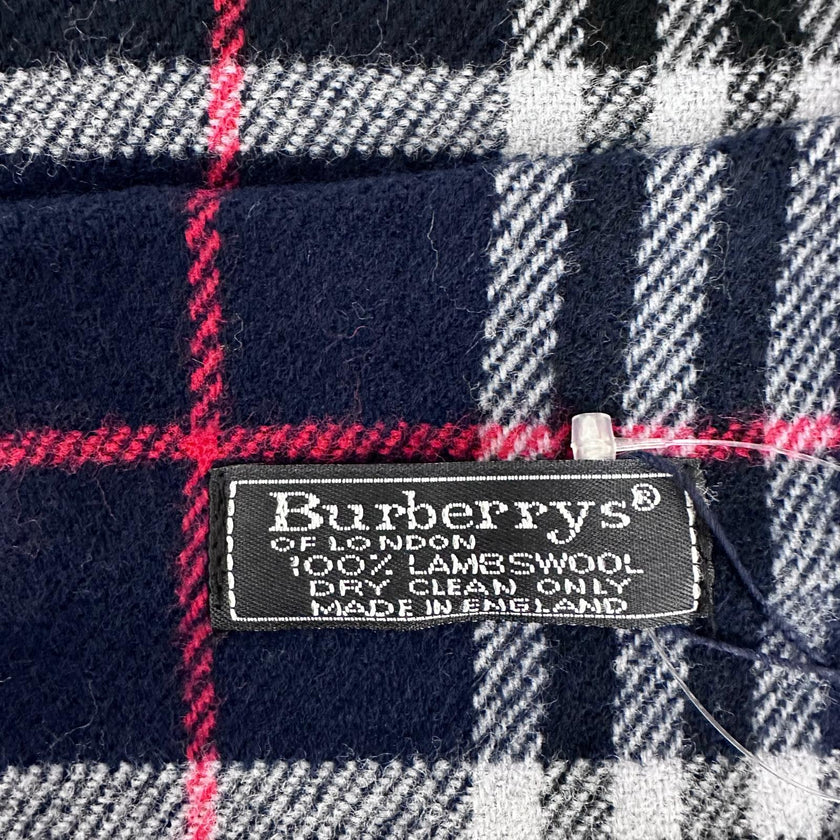 Burberrys®
OF LONDON
100% LAMBSWOOL
DRY CLEAN ONLY
MADE IN ENGLAND